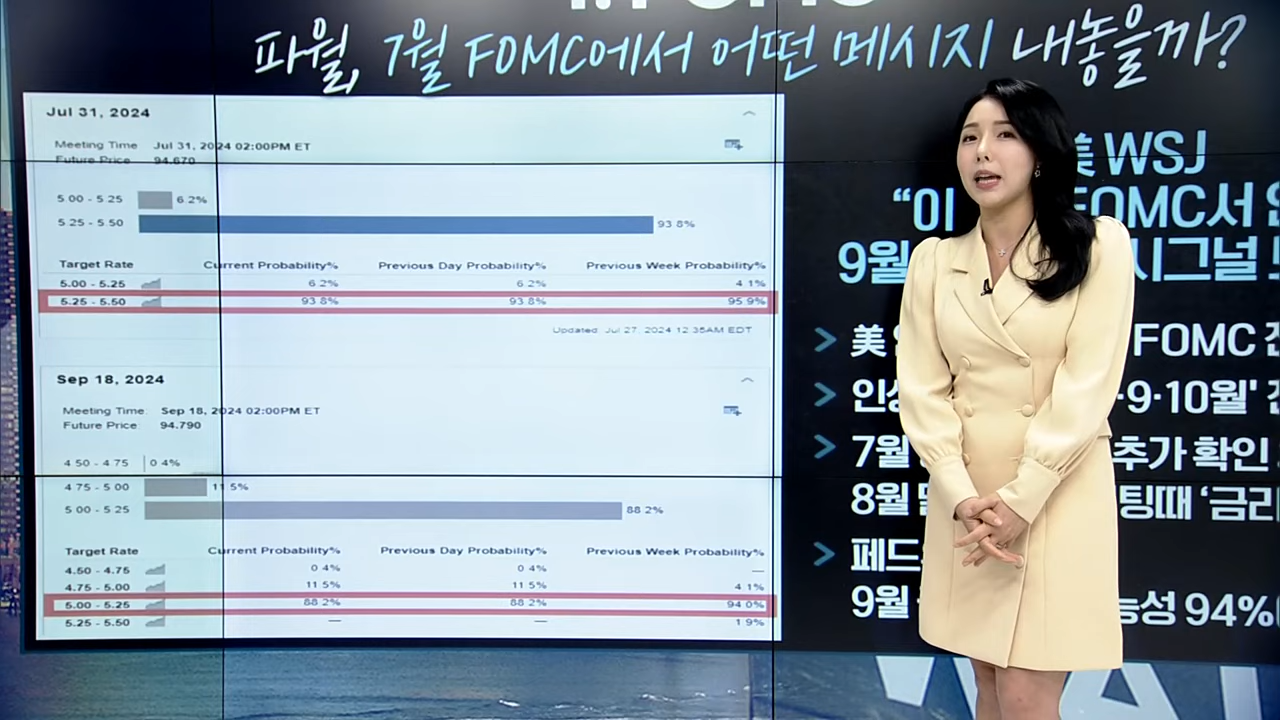 1. FOMC
파월, 7월 FOMC에서 어떤 메시지 내놓을까?
Jul 31, 2024
Meeting Time Jul 31, 2024 02:00PM ET
Future Price 94.670
5.00 - 5.25 6.2%
5.25 - 5.50 93.8%
Target Rate Current Probability% Previous Day Probability% Previous Week Probability%
5.00 - 5.25 6.2% 6.2% 4.1%
5.25 - 5.50 93.8% 93.8% 95.9%
Updated: Jul 27, 2024 12:35AM EDT
Sep 18, 2024
Meeting Time: Sep 18, 2024 02:00PM ET
Future Price: 94.790
4.50 - 4.75 0.4%
4.75 - 5.00 11.5%
5.00 - 5.25 88.2%
Target Rate Current Probability% Previous Day Probability% Previous Week Probability%
4.50 - 4.75 0.4% 0.4% —
4.75 - 5.00 11.5% 11.5% 4.1%
5.00 - 5.25 88.2% 88.2% 94.0%
5.25 - 5.50 — — 1.9%
美 WSJ
“이 FOMC서
9월 시그널
> 美 FOMC
> ·9·10월'
> 7월 추가 확인
8월 팅때 ‘금리
> 페드
9월 능성 94%
WAT